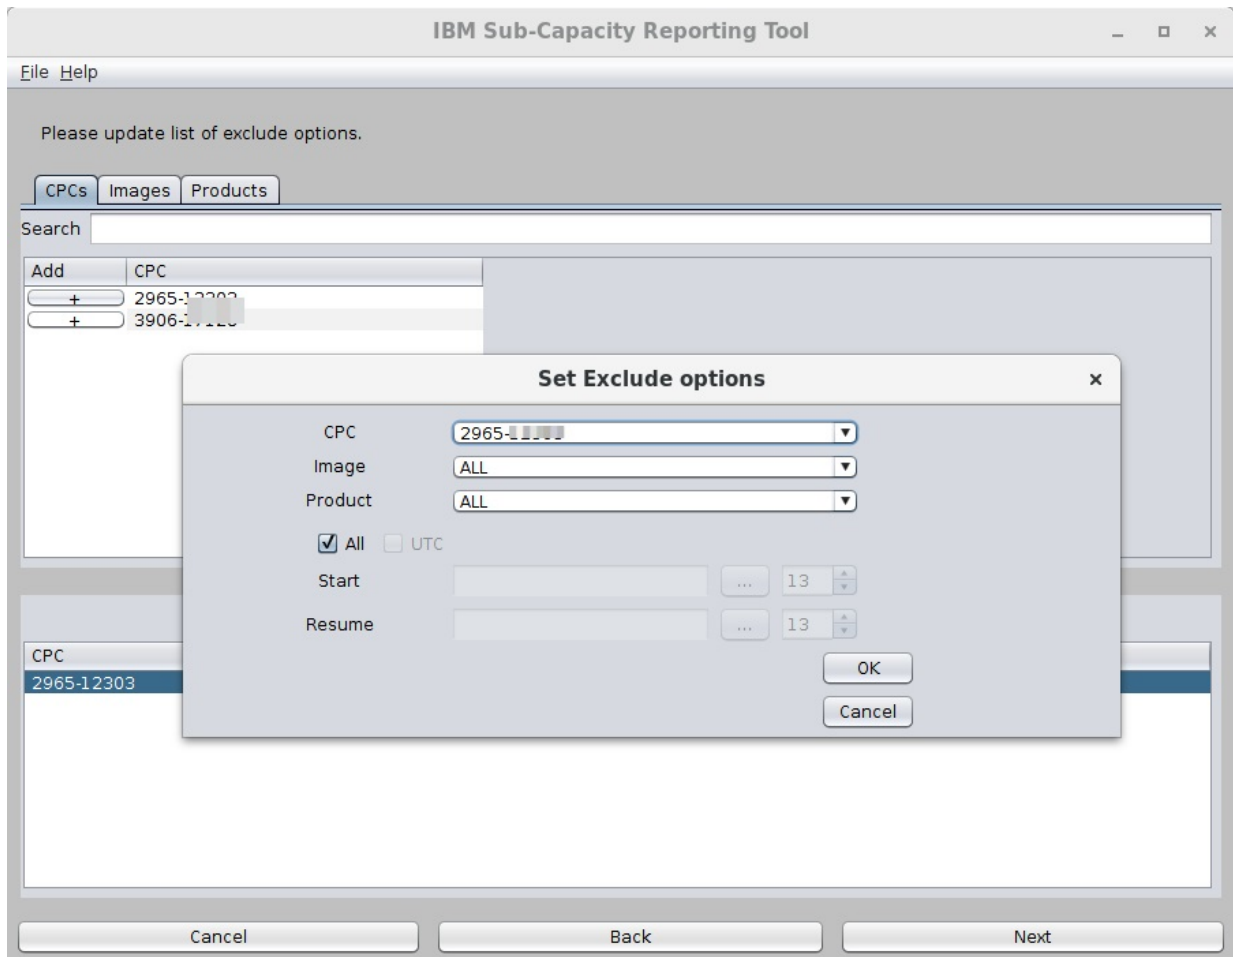 IBM Sub-Capacity Reporting Tool
File Help
Please update list of exclude options.
CPCs Images Products
Search
Add CPC
+ 2965-
+ 3906-
Set Exclude options
CPC 2965-
Image ALL
Product ALL
All UTC
Start ... 13
Resume ... 13
OK
Cancel
CPC
2965-12303
Cancel Back Next